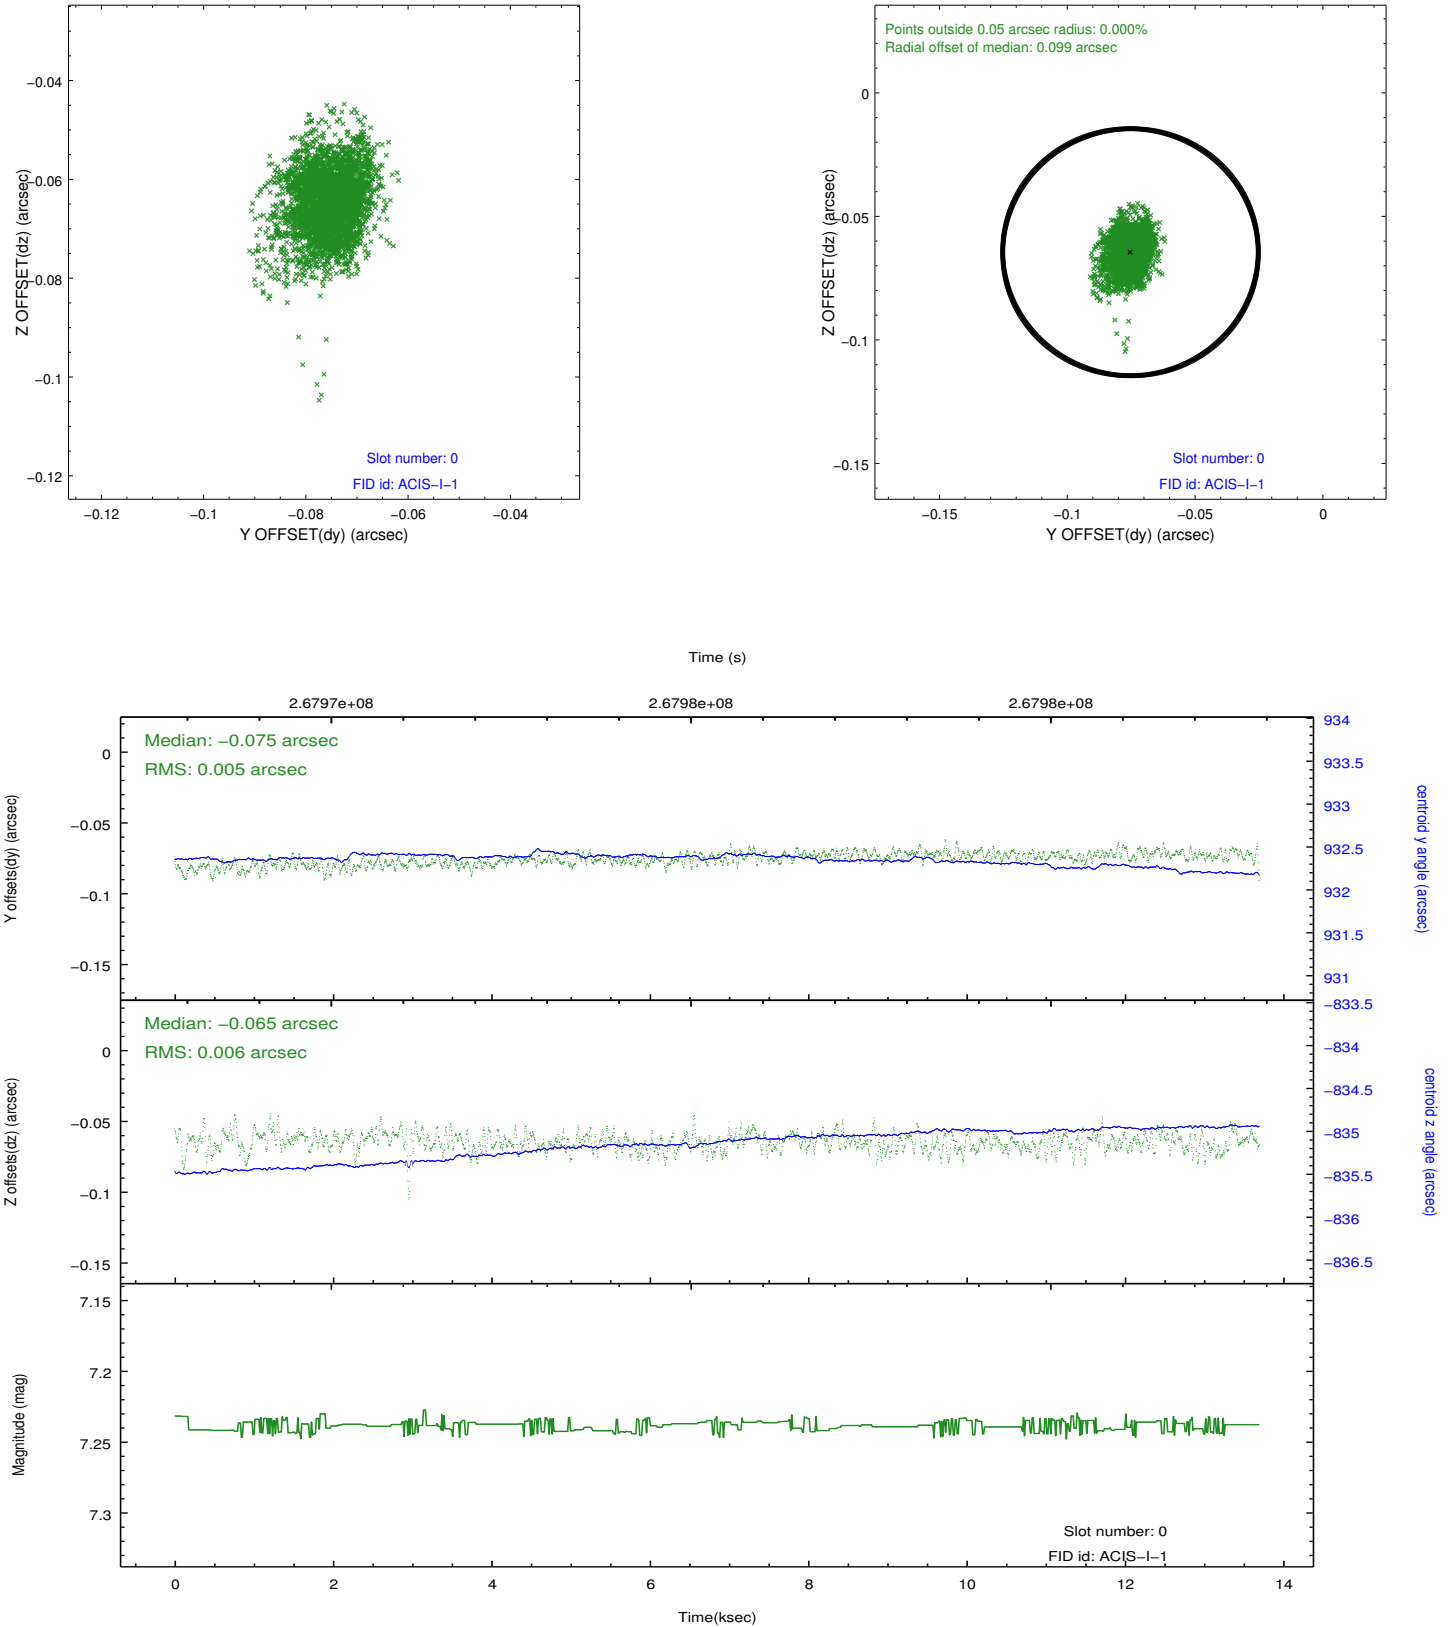 −0.04
−0.06
−0.08
−0.1
−0.12
Z OFFSET(dz) (arcsec)
Slot number: 0
FID id: ACIS−I−1
−0.12
−0.1
−0.08
−0.06
−0.04
Y OFFSET(dy) (arcsec)
Points outside 0.05 arcsec radius: 0.000%
Radial offset of median: 0.099 arcsec
0
−0.05
−0.1
−0.15
Z OFFSET(dz) (arcsec)
Slot number: 0
FID id: ACIS−I−1
−0.15
−0.1
−0.05
0
Y OFFSET(dy) (arcsec)
Time (s)
2.6797e+08
2.6798e+08
2.6798e+08
Median: −0.075 arcsec
RMS: 0.005 arcsec
0
−0.05
−0.1
−0.15
Y offsets(dy) (arcsec)
934
933.5
933
932.5
932
931.5
931
centroid y angle (arcsec)
Median: −0.065 arcsec
RMS: 0.006 arcsec
0
−0.05
−0.1
−0.15
Z offsets(dz) (arcsec)
−833.5
−834
−834.5
−835
−835.5
−836
−836.5
centroid z angle (arcsec)
7.15
7.2
7.25
7.3
Magnitude (mag)
Slot number: 0
FID id: ACIS−I−1
0
2
4
6
8
10
12
14
Time(ksec)